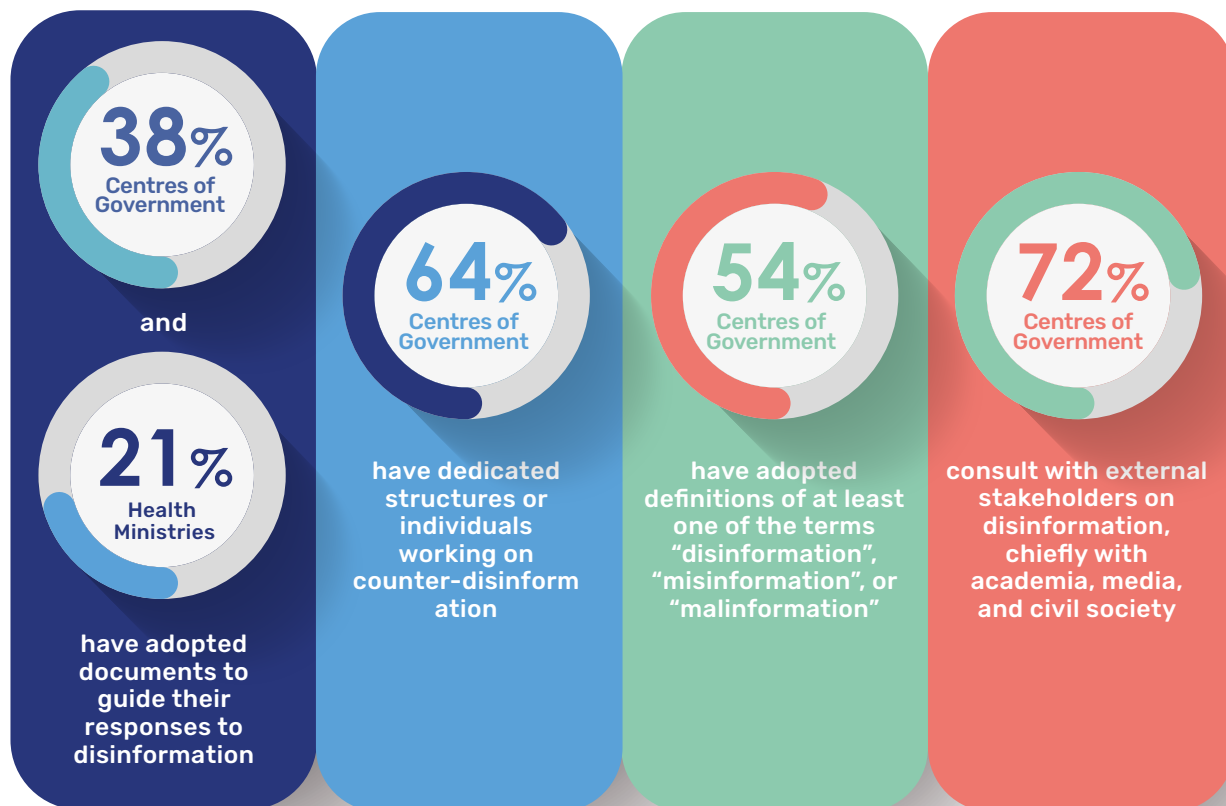 38%
Centres of
Government
and
21%
Health
Ministries
have adopted
documents to
guide their
responses to
disinformation
64%
Centres of
Government
have dedicated
structures or
individuals
working on
counter-disinform
ation
54%
Centres of
Government
have adopted
definitions of at least
one of the terms
“disinformation”,
“misinformation”, or
“malinformation”
72%
Centres of
Government
consult with external
stakeholders on
disinformation,
chiefly with
academia, media,
and civil society